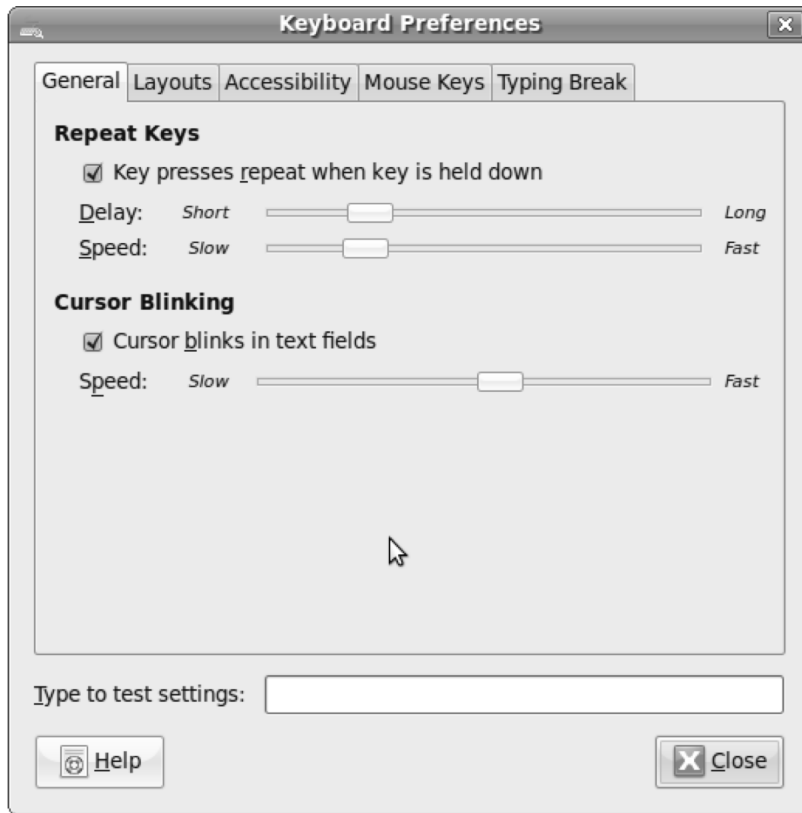 Keyboard Preferences
General Layouts Accessibility Mouse Keys Typing Break
Repeat Keys
Key presses repeat when key is held down
Delay: Short Long
Speed: Slow Fast
Cursor Blinking
Cursor blinks in text fields
Speed: Slow Fast
Type to test settings:
Help Close